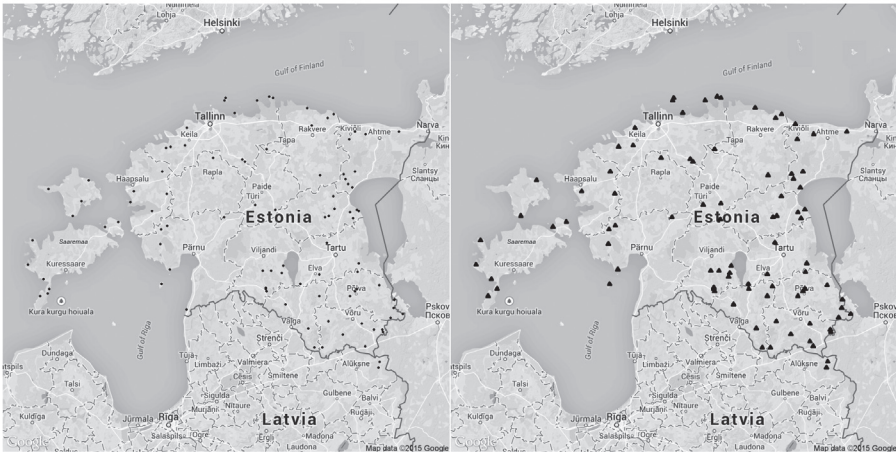 Nummela
Lohja
Helsinki
Gulf of Finland
Tallinn
Keila
Rakvere
Kiviõli
Ahtme
Narva
Кин
Tapa
Haapsalu
Rapla
Slantsy
Сланцы
Paide
Türi
Estonia
Saaremaa
Kuressaare
Pärnu
Viljandi
Tartu
Elva
Põlva
Kura kurgu hoiuala
Võru
Pskov
Псков
Gulf of Riga
Valga
Strenči
Dundaga
Tūja
Limbaži
Valmiera
Alūksne
Talsi
Cēsis
Smiltene
Sigulda
Gulbene
Balvi
Nītaure
Murjāņi
Rugāji
Kuldīga
Jūrmala
Rīga
Latvia
Salaspils
Ogre
Ērgļi
Madona
Laudona
Google
Map data ©2015 Google
Lohja
Helsinki
Gulf of Finland
Tallinn
Keila
Rakvere
Kiviõli
Ahtme
Narva
Кин
Tapa
Haapsalu
Rapla
Slantsy
Сланцы
Paide
Türi
Estonia
Saaremaa
Kuressaare
Pärnu
Viljandi
Tartu
Elva
Põlva
Kura kurgu hoiuala
Võru
Pskov
Псков
Gulf of Riga
Valga
Strenči
Dundaga
Tūja
Limbaži
Valmiera
Alūksne
Talsi
Cēsis
Smiltene
Sigulda
Gulbene
Balvi
Nītaure
Murjāņi
Rugāji
Kuldīga
Jūrmala
Rīga
Latvia
Salaspils
Ogre
Ērgļi
Madona
Laudona
Google
Map data ©2015 Google